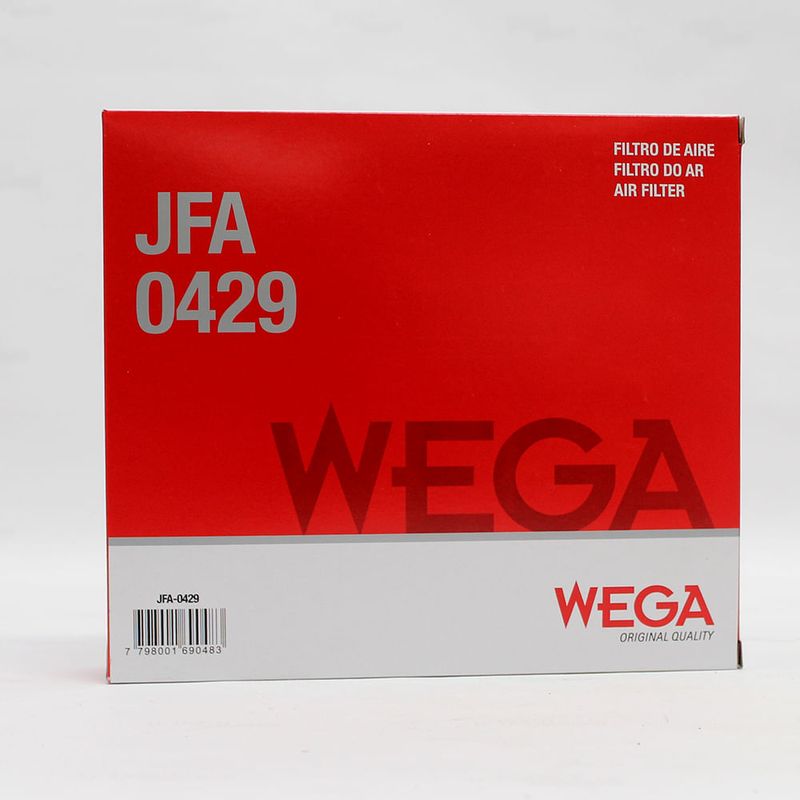 FILTRO DE AIRE
FILTRO DO AR
AIR FILTER
JFA
0429
WEGA
JFA-0429
7 798001 690483
WEGA
ORIGINAL QUALITY